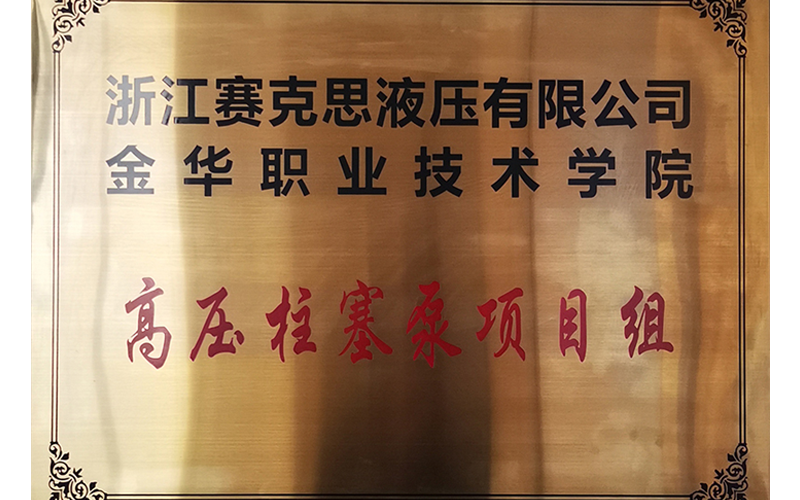 浙江赛克思液压有限公司
金华职业技术学院
高压柱塞泵项目组